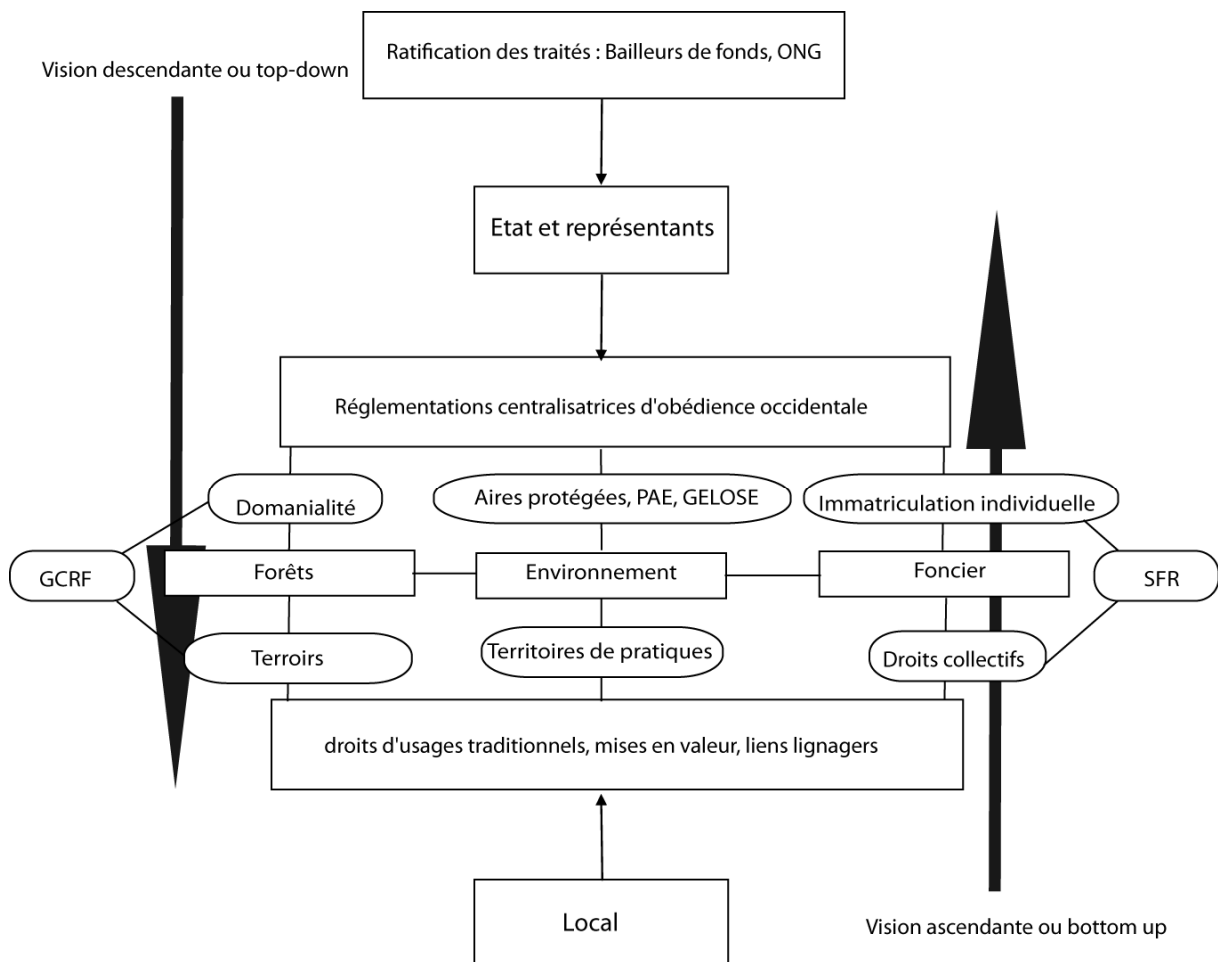 Ratification des traités : Bailleurs de fonds, ONG
Vision descendante ou top-down
Etat et représentants
Réglementations centralisatrices d'obédience occidentale
Domanialité
Aires protégées, PAE, GELOSE
Immatriculation individuelle
GCRF
Forêts
Environnement
Foncier
SFR
Terroirs
Territoires de pratiques
Droits collectifs
droits d'usages traditionnels, mises en valeur, liens lignagers
Local
Vision ascendante ou bottom up